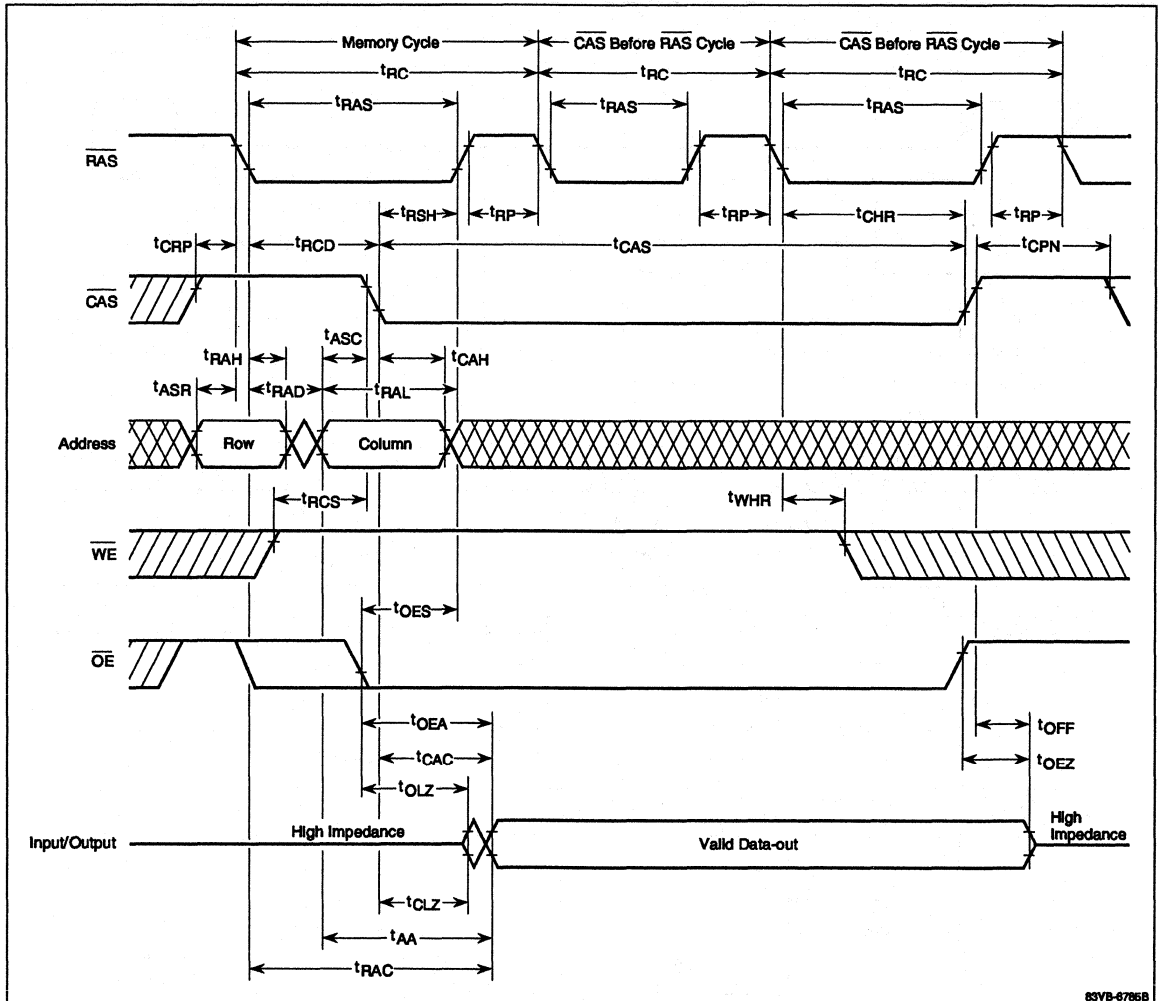 Memory Cycle
CAS Before RAS Cycle
CAS Before RAS Cycle
tRC
tRC
tRC
tRAS
tRAS
tRAS
RAS
tRSH
tRP
tRP
tCHR
tRP
tCRP
tRCD
tCAS
tCPN
CAS
tASC
tRAH
tCAH
tASR
tRAD
tRAL
Address
Row
Column
tRCS
tWHR
WE
tOES
OE
tOEA
tOFF
tCAC
tOEZ
tOLZ
High Impedance
High
Impedance
Input/Output
Valid Data-out
tCLZ
tAA
tRAC
83YB-6785B